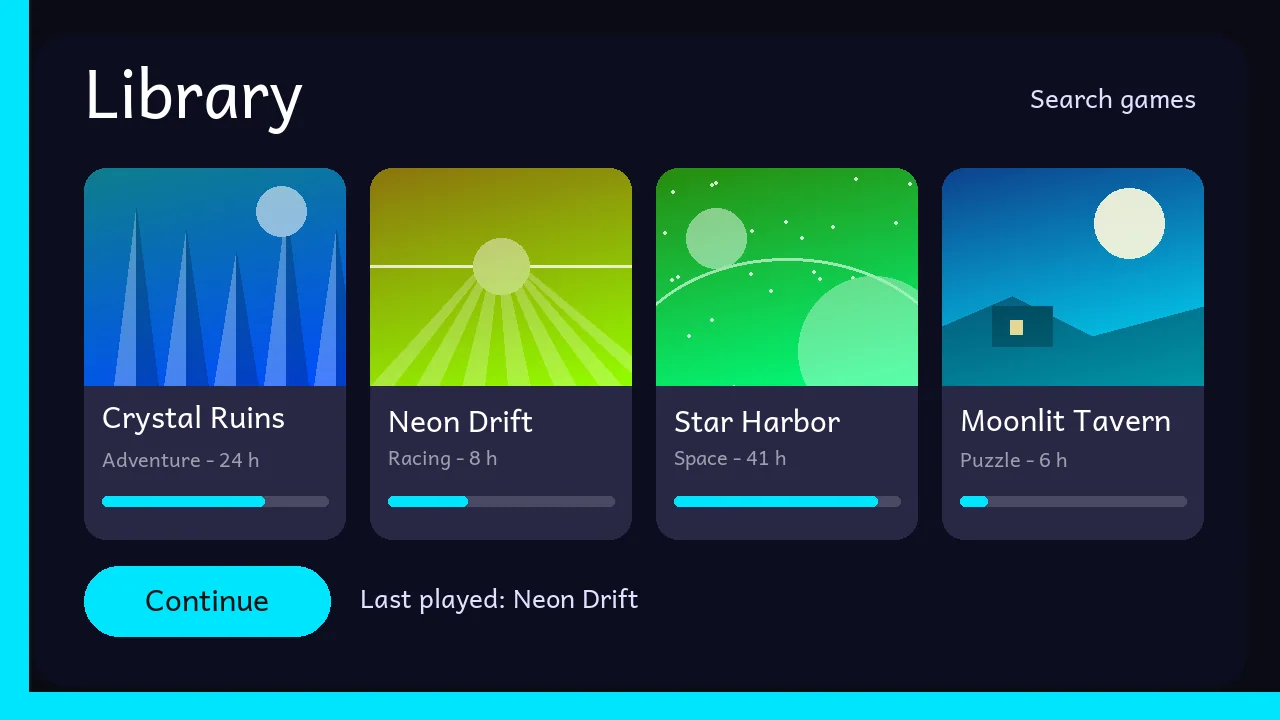 Library
Search games
Crystal Ruins
Adventure - 24 h
Neon Drift
Racing - 8 h
Star Harbor
Space - 41 h
Moonlit Tavern
Puzzle - 6 h
Continue
Last played: Neon Drift